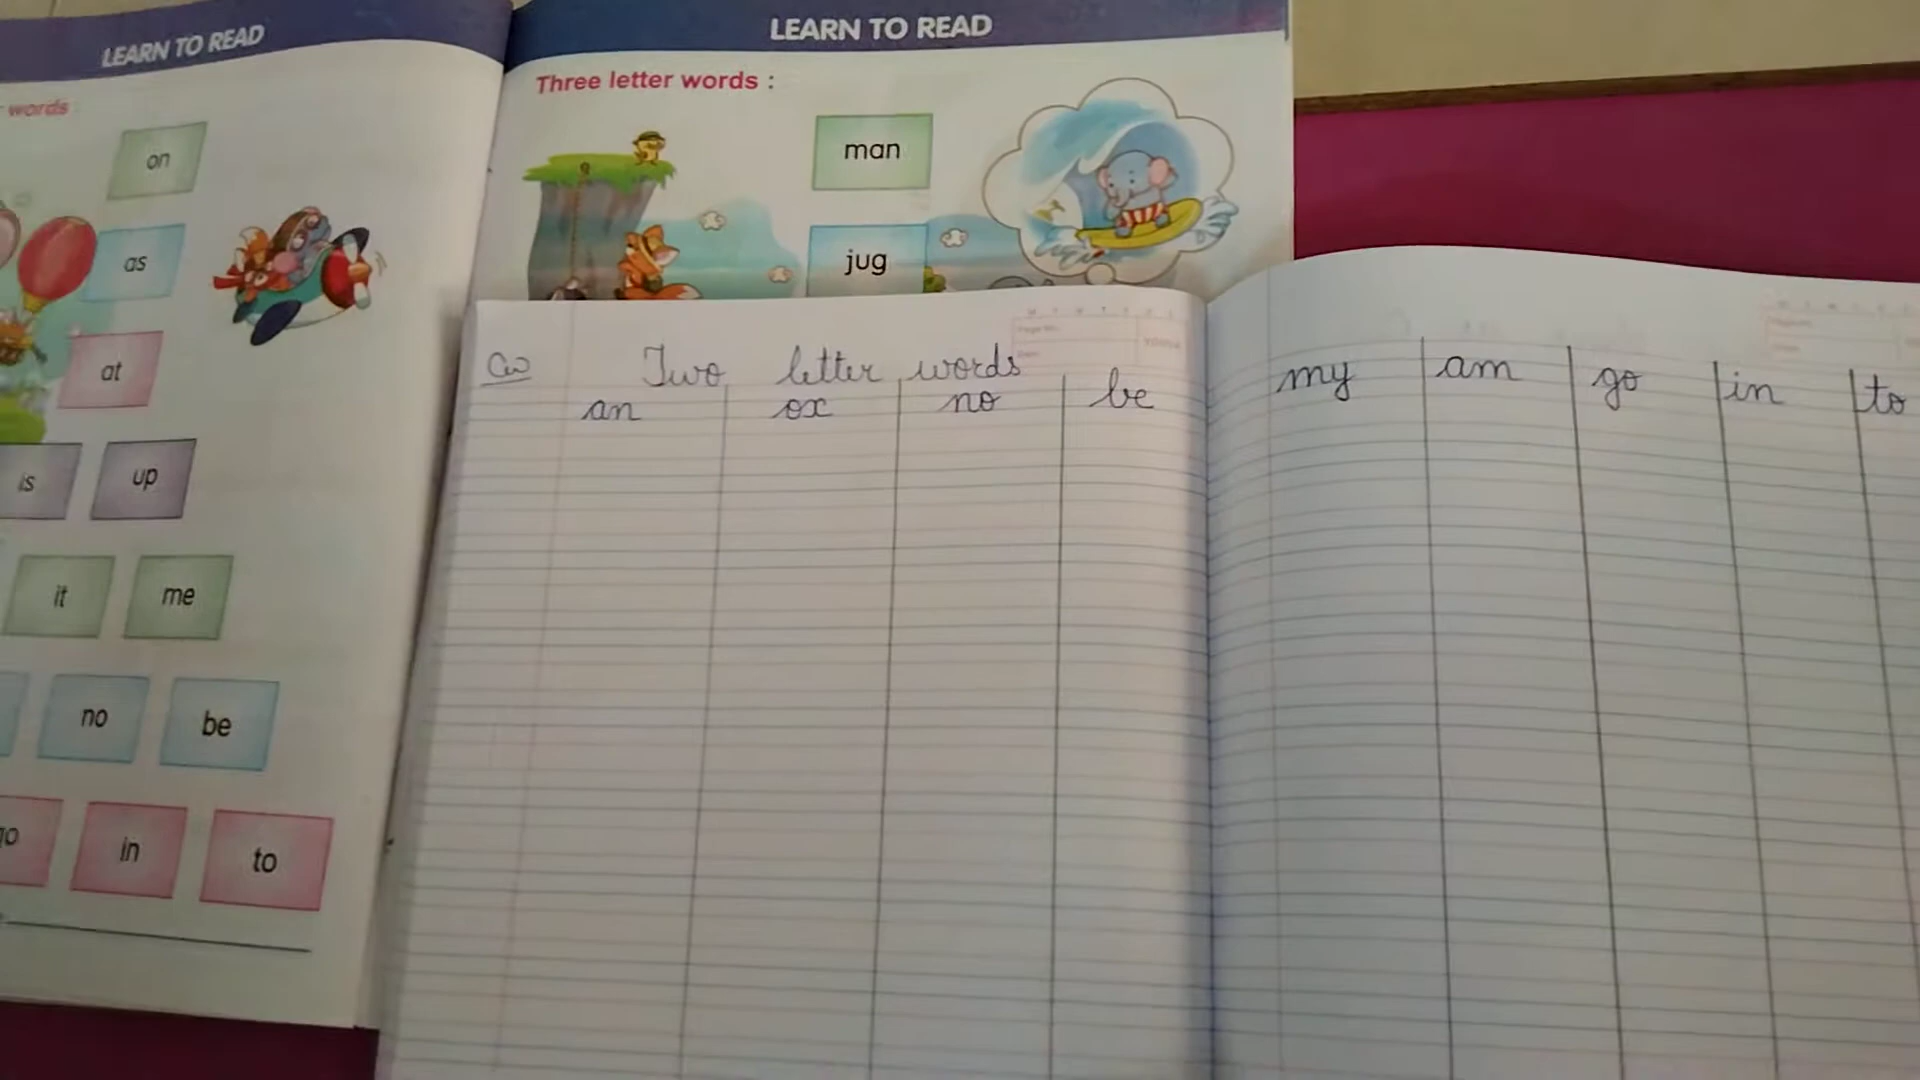 LEARN TO READ
words
on
as
at
is up
it me
no be
go in to
LEARN TO READ
Three letter words :
man
jug
Cw Two letter words
an ox no be
my am go in to